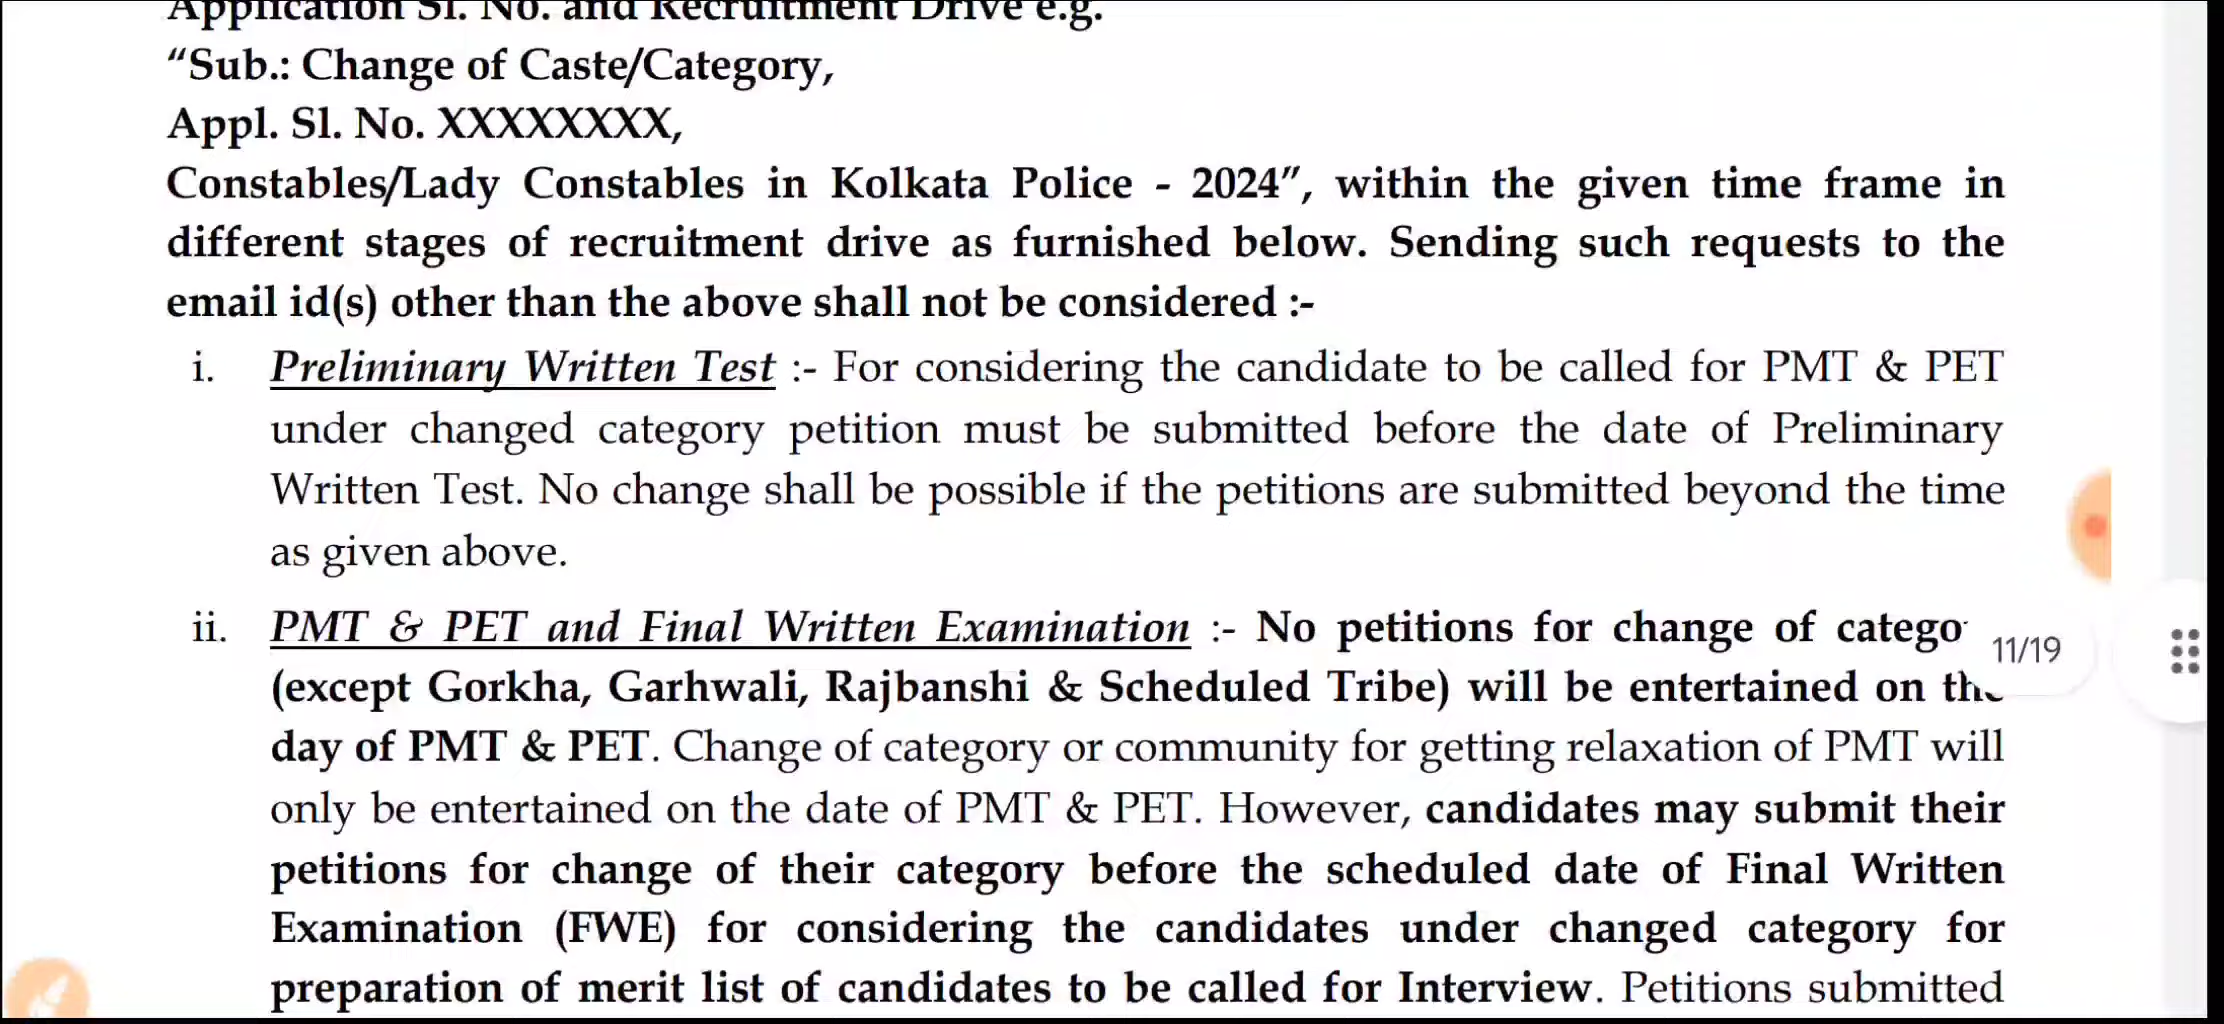 Application Sl. No. and Recruitment Drive e.g.
“Sub.: Change of Caste/Category,
Appl. Sl. No. XXXXXXXX,
Constables/Lady Constables in Kolkata Police - 2024”, within the given time frame in
different stages of recruitment drive as furnished below. Sending such requests to the
email id(s) other than the above shall not be considered :-
i. Preliminary Written Test :- For considering the candidate to be called for PMT & PET
under changed category petition must be submitted before the date of Preliminary
Written Test. No change shall be possible if the petitions are submitted beyond the time
as given above.
ii. PMT & PET and Final Written Examination :- No petitions for change of catego
11/19
(except Gorkha, Garhwali, Rajbanshi & Scheduled Tribe) will be entertained on the
day of PMT & PET. Change of category or community for getting relaxation of PMT will
only be entertained on the date of PMT & PET. However, candidates may submit their
petitions for change of their category before the scheduled date of Final Written
Examination (FWE) for considering the candidates under changed category for
preparation of merit list of candidates to be called for Interview. Petitions submitted